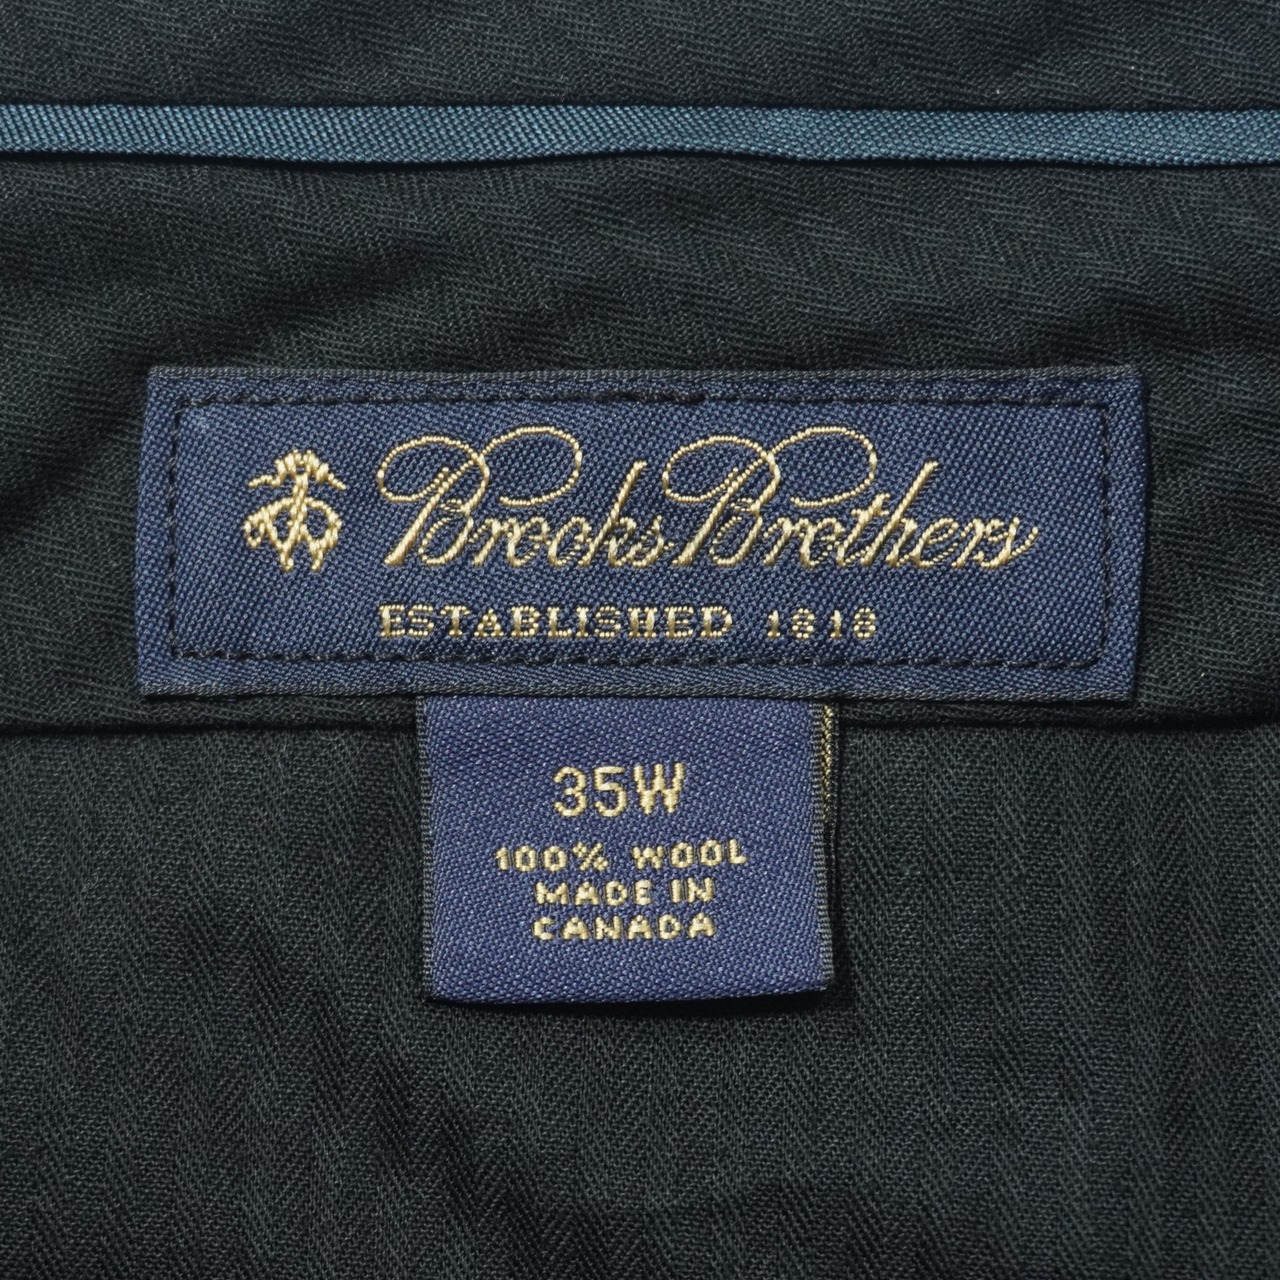 Brooks Brothers
ESTABLISHED 1818
35W
100% WOOL
MADE IN
CANADA